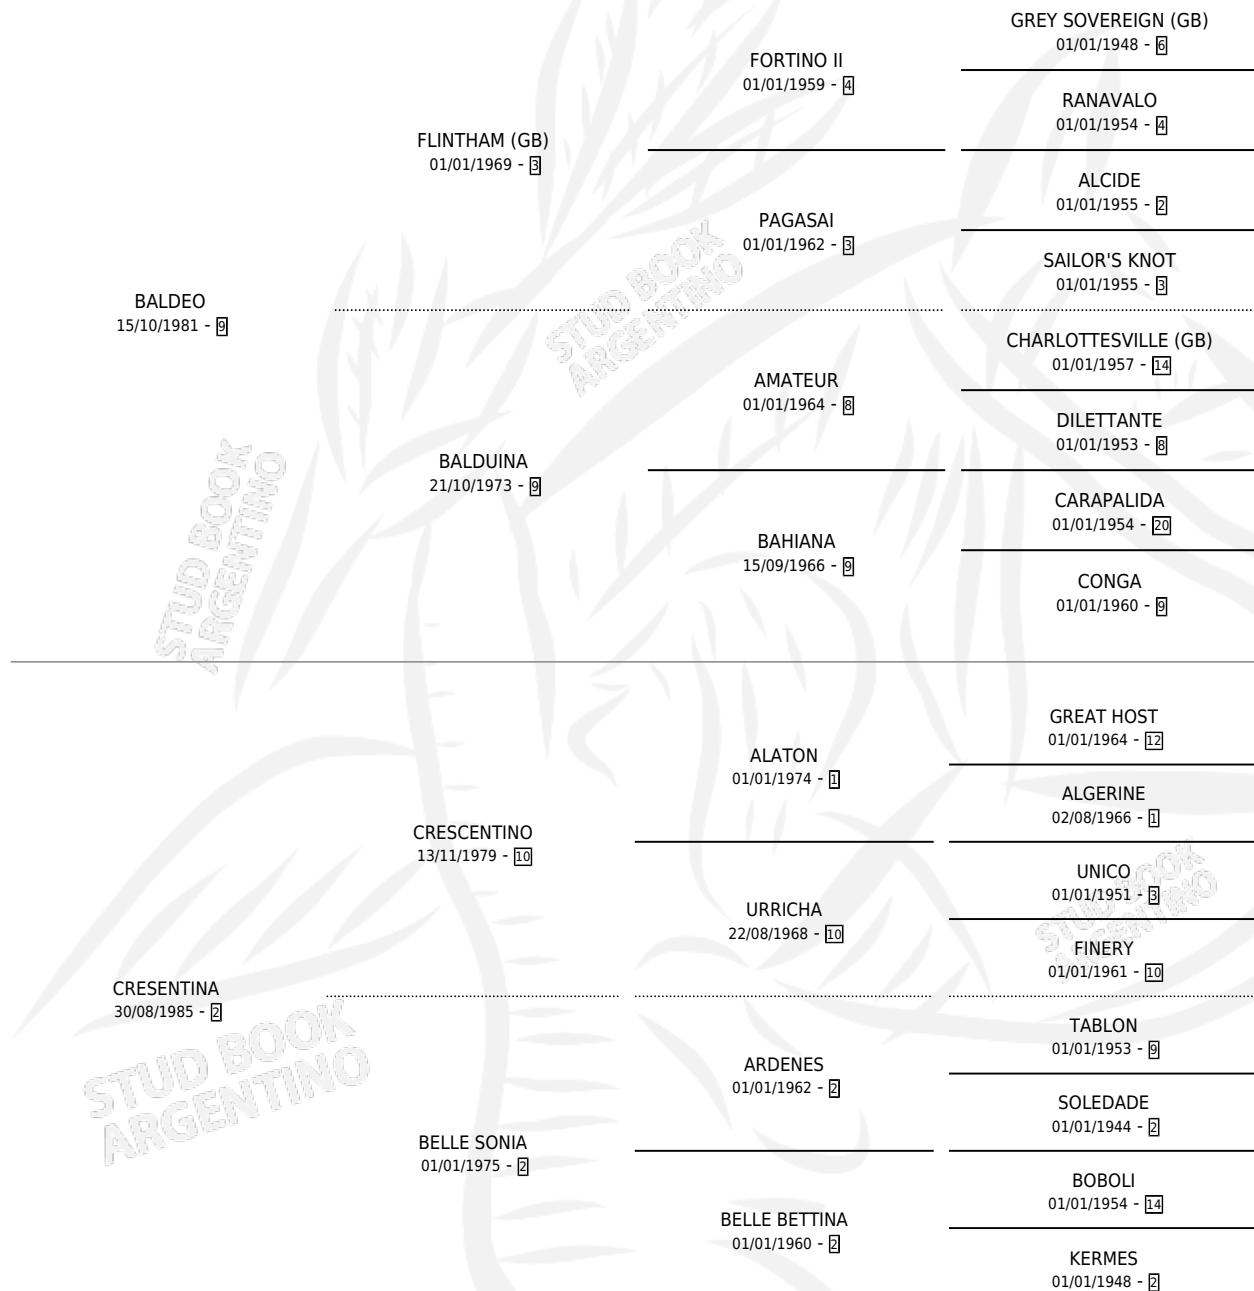 GREY SOVEREIGN (GB)
01/01/1948 - 6
FORTINO II
01/01/1959 - 4
RANAVALO
01/01/1954 - 4
FLINTHAM (GB)
01/01/1969 - 3
ALCIDE
01/01/1955 - 2
PAGASAI
01/01/1962 - 3
SAILOR'S KNOT
01/01/1955 - 3
BALDEO
15/10/1981 - 9
CHARLOTTESVILLE (GB)
01/01/1957 - 14
AMATEUR
01/01/1964 - 8
DILETTANTE
01/01/1953 - 8
BALDUINA
21/10/1973 - 9
CARAPALIDA
01/01/1954 - 20
BAHIANA
15/09/1966 - 9
CONGA
01/01/1960 - 9
GREAT HOST
01/01/1964 - 12
ALATON
01/01/1974 - 1
ALGERINE
02/08/1966 - 1
CRESCENTINO
13/11/1979 - 10
UNICO
01/01/1951 - 3
URRICHA
22/08/1968 - 10
FINERY
01/01/1961 - 10
CRESENTINA
30/08/1985 - 2
TABLON
01/01/1953 - 9
ARDENES
01/01/1962 - 2
SOLEDADE
01/01/1944 - 2
BELLE SONIA
01/01/1975 - 2
BOBOLI
01/01/1954 - 14
BELLE BETTINA
01/01/1960 - 2
KERMES
01/01/1948 - 2
STUD BOOK
ARGENTINO
STUD BOOK
ARGENTINO
STUD BOOK
ARGENTINO
STUD BOOK
ARGENTINO